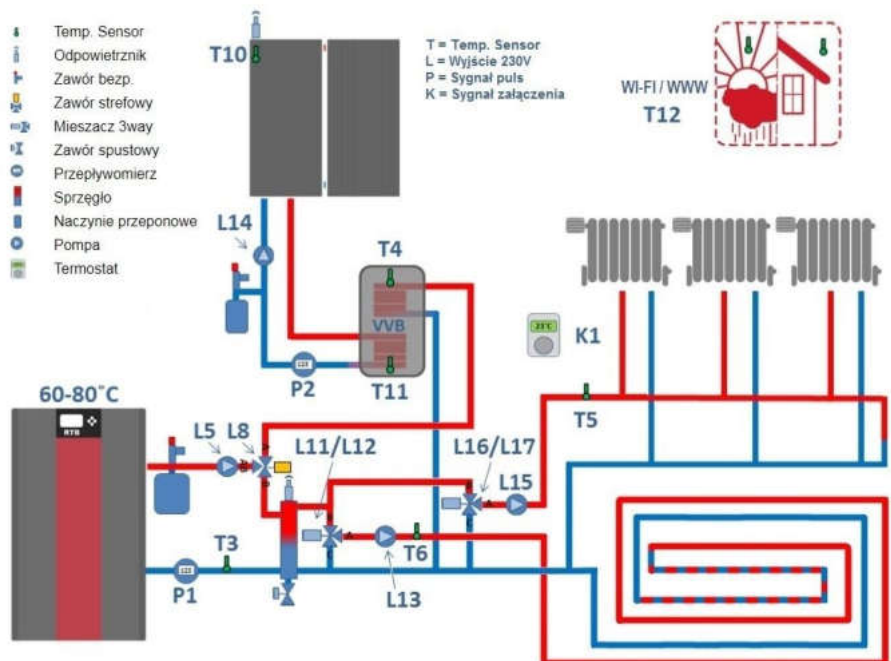 Temp. Sensor
Odpowietrznik
Zawór bezp.
Zawór strefowy
Mieszacz 3way
Zawór spustowy
Przepływomierz
Sprzęgło
Naczynie przeponowe
Pompa
Termostat
T10
T = Temp. Sensor
L = Wyjście 230V
P = Sygnał puls
K = Sygnał załączenia
WI-FI / WWW
T12
L14
T4
VVB
23°C
K1
P2
T11
T5
60-80°C
RTB
L5
L8
L11/L12
L16/L17
L15
T3
T6
P1
L13